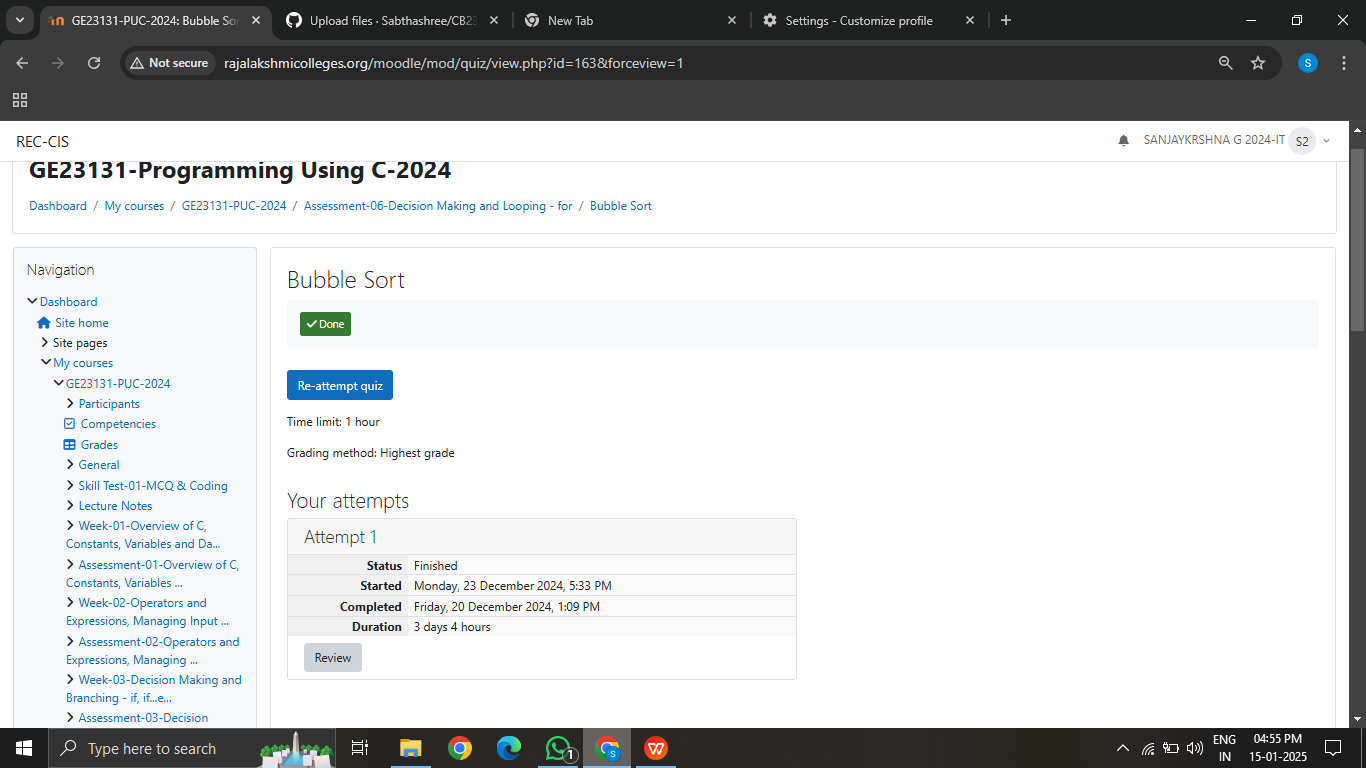 GE23131-PUC-2024: Bubble So
Upload files · Sabthashree/CB23
New Tab
Settings - Customize profile
Not secure
rajalakshmicolleges.org/moodle/mod/quiz/view.php?id=163&forceview=1
S
REC-CIS
SANJAYKRSHNA G 2024-IT
S2
GE23131-Programming Using C-2024
Dashboard / My courses / GE23131-PUC-2024 / Assessment-06-Decision Making and Looping - for / Bubble Sort
Navigation
Dashboard
Site home
Site pages
My courses
GE23131-PUC-2024
Participants
Competencies
Grades
General
Skill Test-01-MCQ & Coding
Lecture Notes
Week-01-Overview of C,
Constants, Variables and Da...
Assessment-01-Overview of C,
Constants, Variables ...
Week-02-Operators and
Expressions, Managing Input ...
Assessment-02-Operators and
Expressions, Managing ...
Week-03-Decision Making and
Branching - if, if...e...
Assessment-03-Decision
Bubble Sort
Done
Re-attempt quiz
Time limit: 1 hour
Grading method: Highest grade
Your attempts
Attempt 1
Status Finished
Started Monday, 23 December 2024, 5:33 PM
Completed Friday, 20 December 2024, 1:09 PM
Duration 3 days 4 hours
Review
Type here to search
1
S
W
ENG
IN
04:55 PM
15-01-2025